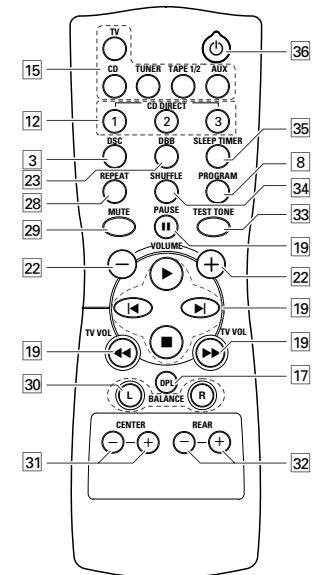 TV
36
15
CD TUNER TAPE 1/2 AUX
CD DIRECT
12
1 2 3
35
DSC DBB SLEEP TIMER
3
8
23
REPEAT SHUFFLE PROGRAM
28
34
MUTE PAUSE TEST TONE
33
29
19
VOLUME
22
− +
22
19
TV VOL TV VOL
19
19
17
DPL
30
L BALANCE R
CENTER REAR
31
− – + − – +
32